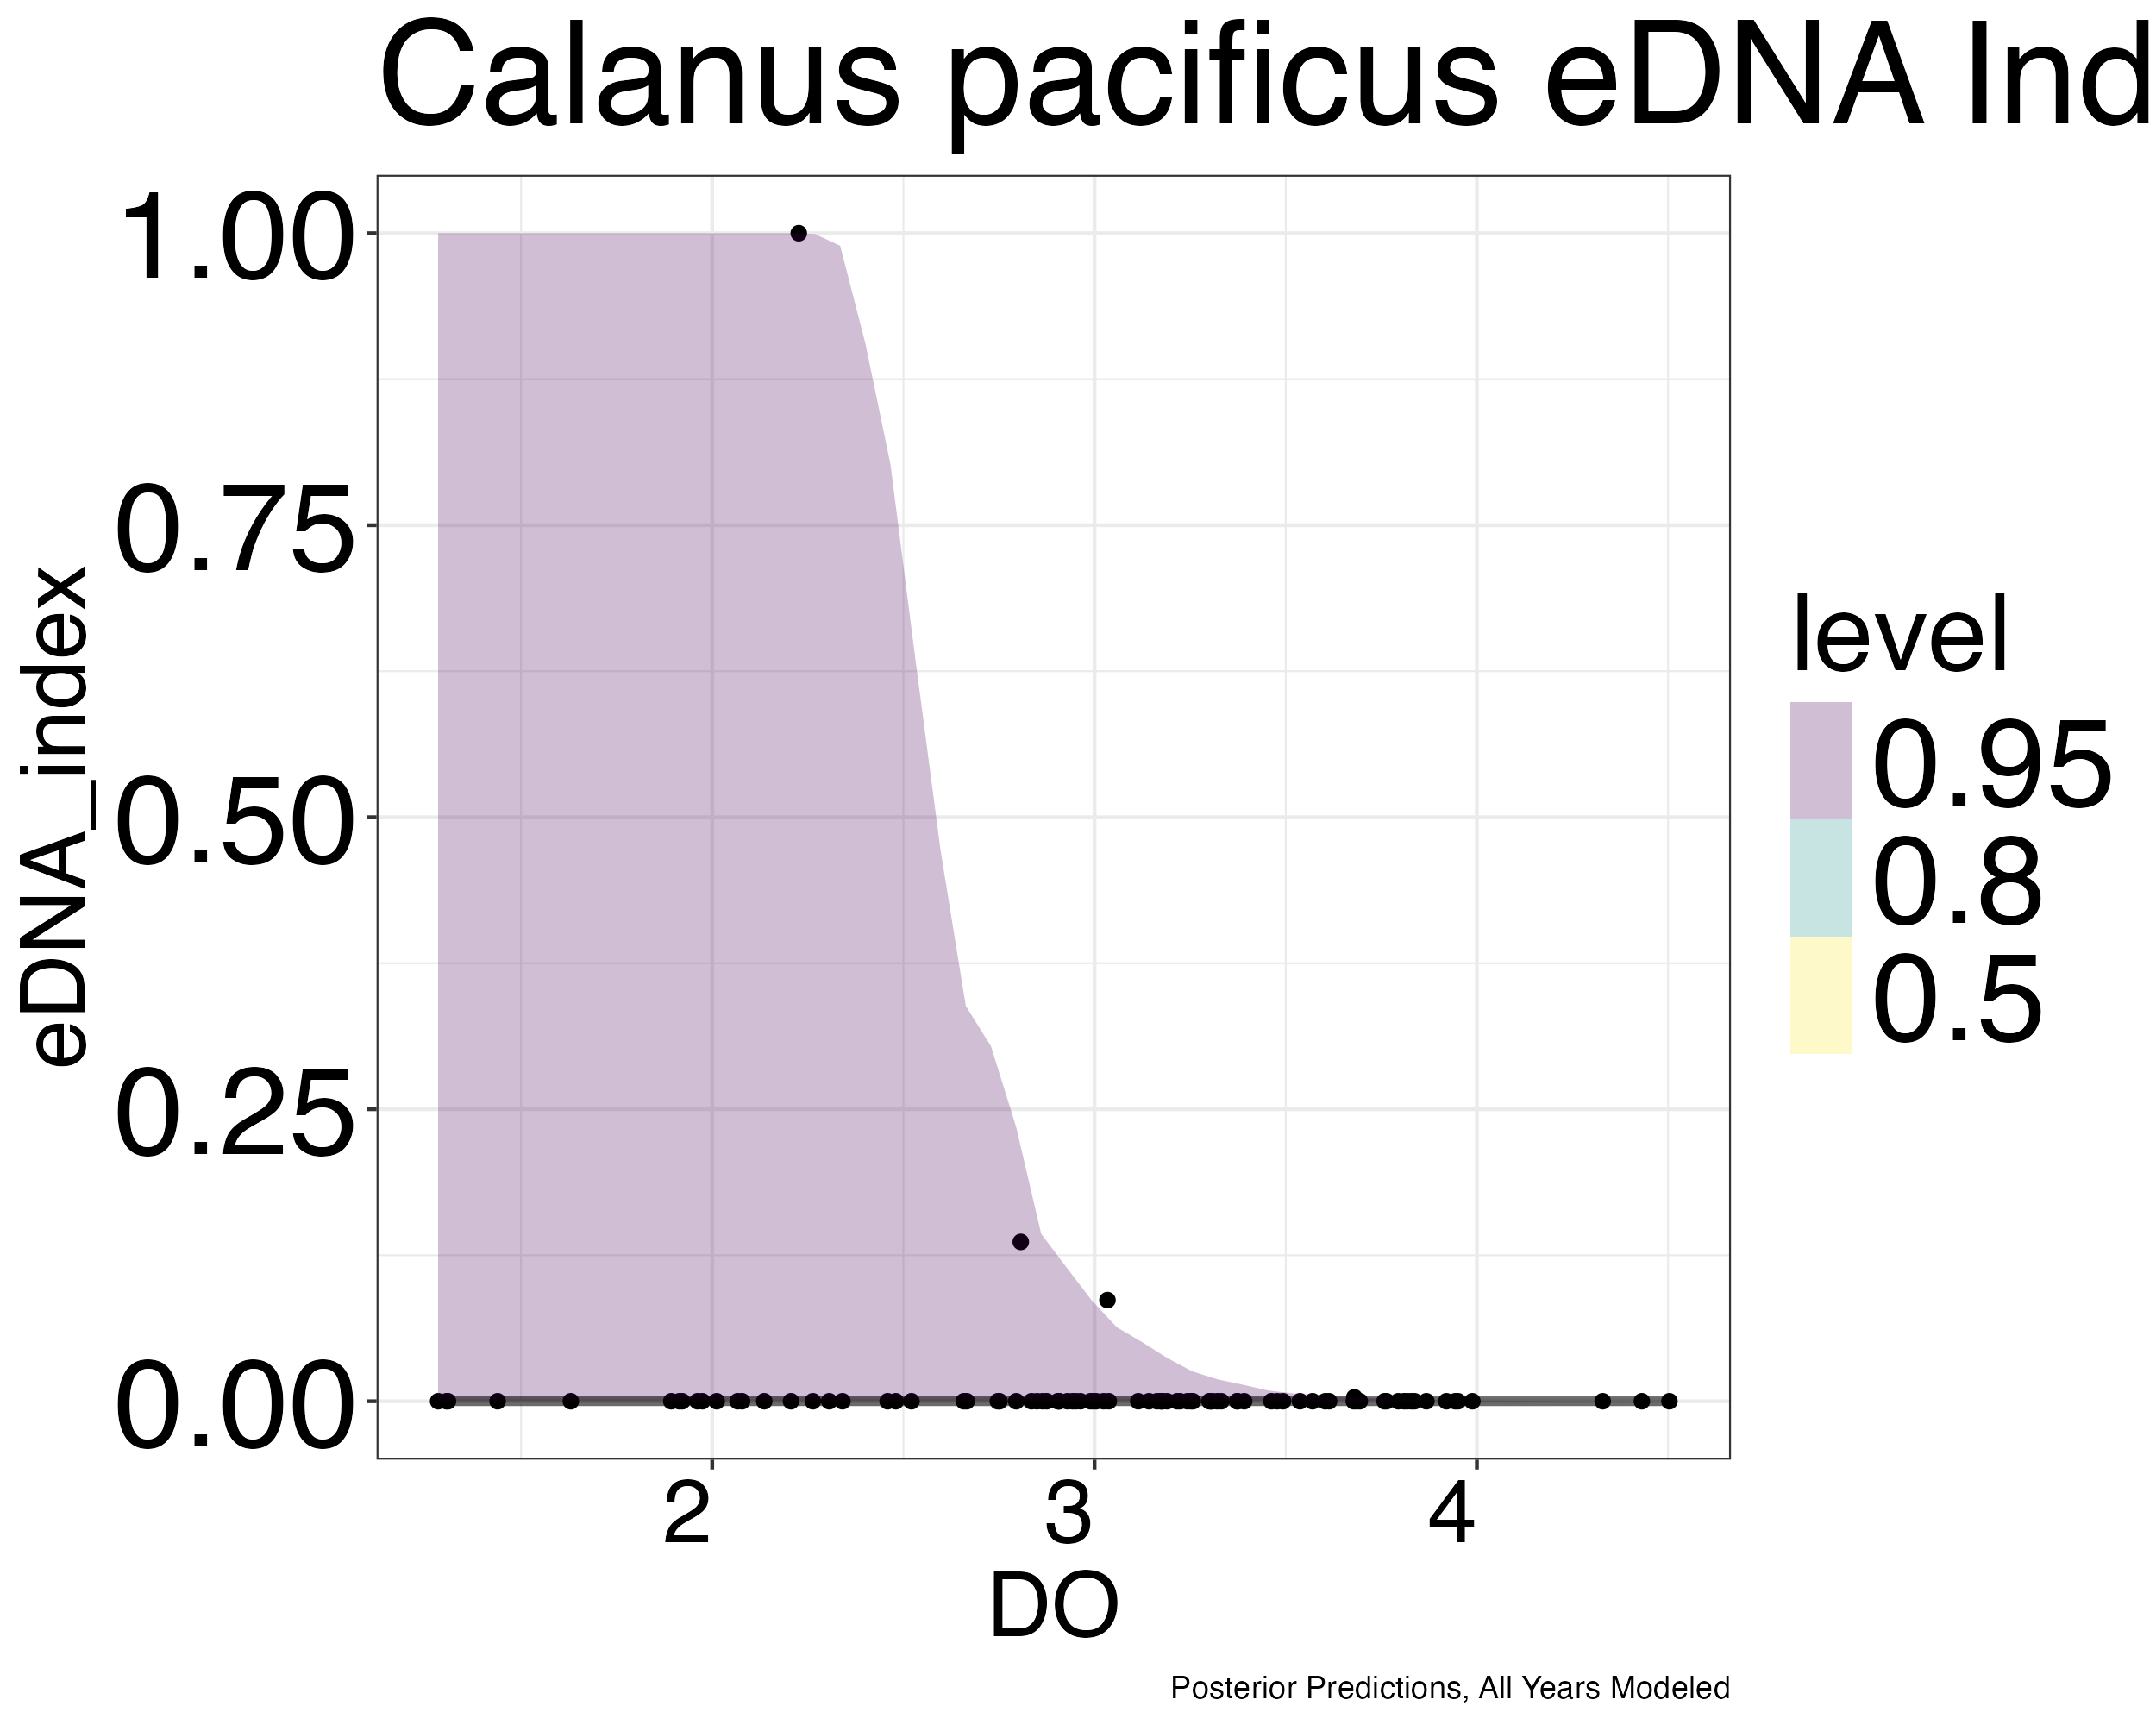 Calanus pacificus eDNA Ind
1.00
0.75
0.50
0.25
0.00
eDNA_index
2 3 4
DO
level
0.95
0.8
0.5
Posterior Predictions, All Years Modeled